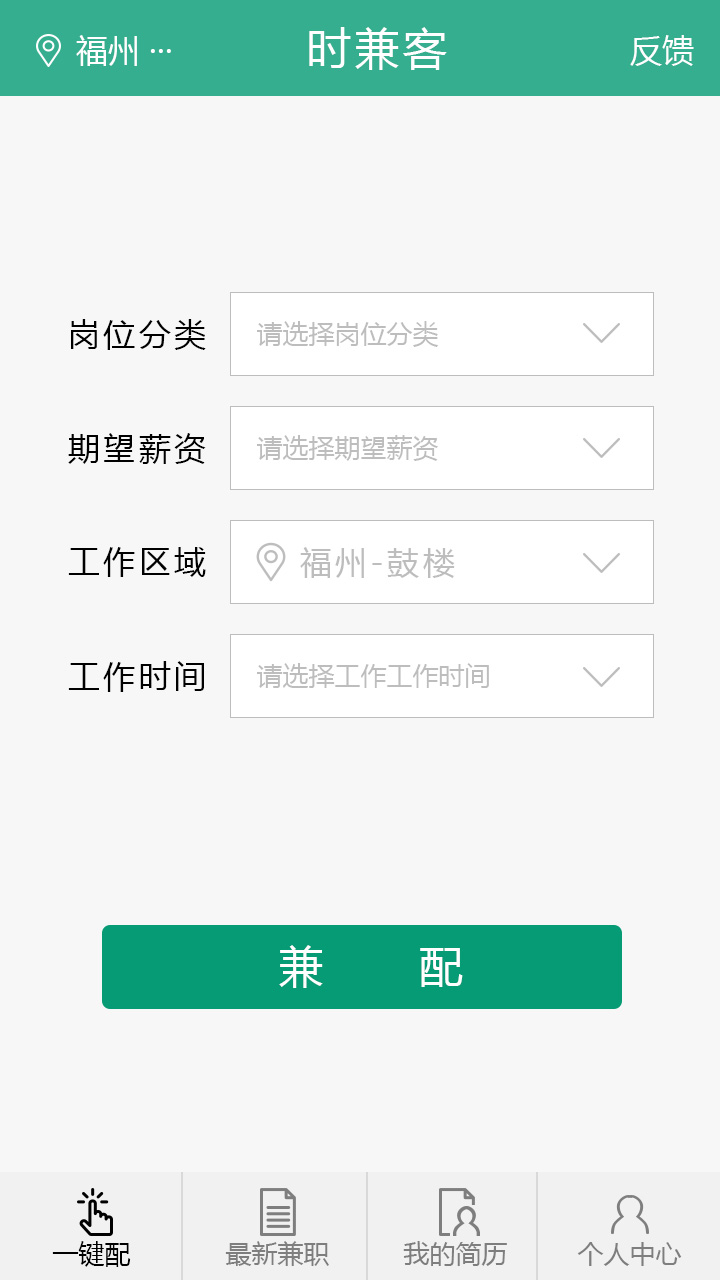 福州 ···
时兼客
反馈
岗位分类
请选择岗位分类
期望薪资
请选择期望薪资
工作区域
福州-鼓楼
工作时间
请选择工作工作时间
兼 配
一键配
最新兼职
我的简历
个人中心